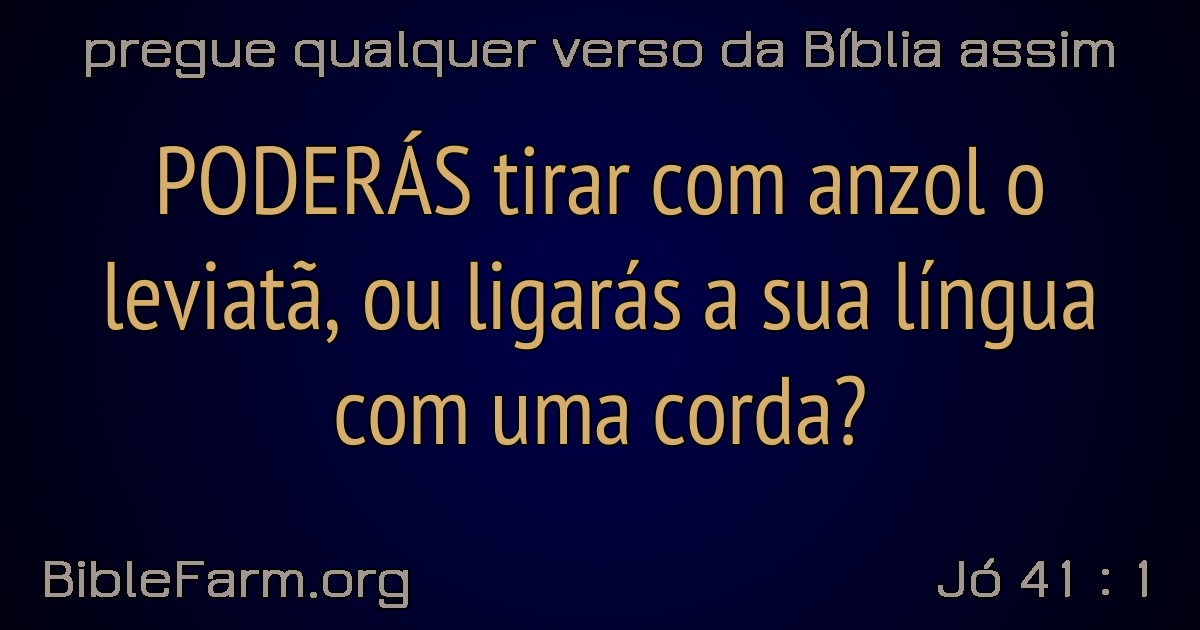 pregue qualquer verso da Bíblia assim
PODERÁS tirar com anzol o
leviatã, ou ligarás a sua língua
com uma corda?
BibleFarm.org
Jó 41 : 1